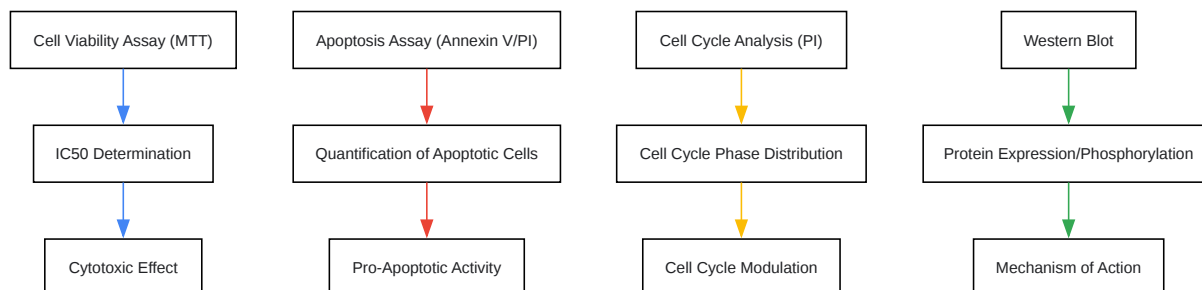 Cell Viability Assay (MTT)
Apoptosis Assay (Annexin V/PI)
Cell Cycle Analysis (PI)
Western Blot
IC50 Determination
Quantification of Apoptotic Cells
Cell Cycle Phase Distribution
Protein Expression/Phosphorylation
Cytotoxic Effect
Pro-Apoptotic Activity
Cell Cycle Modulation
Mechanism of Action